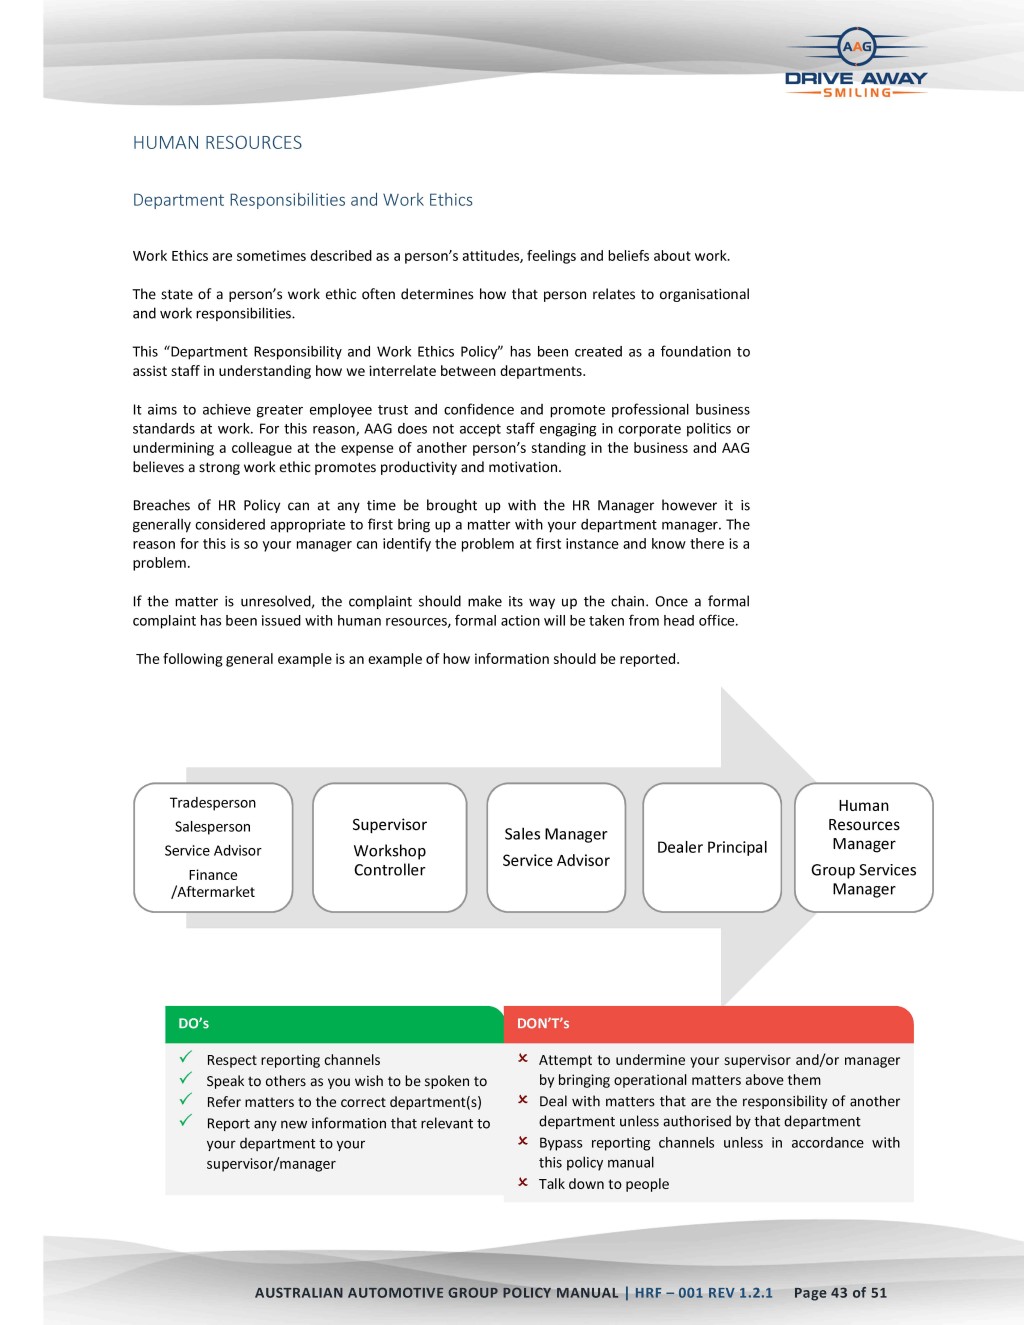 AAG
DRIVE AWAY
SMILING
HUMAN RESOURCES
Department Responsibilities and Work Ethics
Work Ethics are sometimes described as a person’s attitudes, feelings and beliefs about work.
The state of a person’s work ethic often determines how that person relates to organisational
and work responsibilities.
This “Department Responsibility and Work Ethics Policy” has been created as a foundation to
assist staff in understanding how we interrelate between departments.
It aims to achieve greater employee trust and confidence and promote professional business
standards at work. For this reason, AAG does not accept staff engaging in corporate politics or
undermining a colleague at the expense of another person’s standing in the business and AAG
believes a strong work ethic promotes productivity and motivation.
Breaches of HR Policy can at any time be brought up with the HR Manager however it is
generally considered appropriate to first bring up a matter with your department manager. The
reason for this is so your manager can identify the problem at first instance and know there is a
problem.
If the matter is unresolved, the complaint should make its way up the chain. Once a formal
complaint has been issued with human resources, formal action will be taken from head office.
The following general example is an example of how information should be reported.
Tradesperson
Salesperson
Service Advisor
Finance
/Aftermarket
Supervisor
Workshop
Controller
Sales Manager
Service Advisor
Dealer Principal
Human
Resources
Manager
Group Services
Manager
DO’s
Respect reporting channels
Speak to others as you wish to be spoken to
Refer matters to the correct department(s)
Report any new information that relevant to
your department to your
supervisor/manager
DON’T’s
Attempt to undermine your supervisor and/or manager
by bringing operational matters above them
Deal with matters that are the responsibility of another
department unless authorised by that department
Bypass reporting channels unless in accordance with
this policy manual
Talk down to people
AUSTRALIAN AUTOMOTIVE GROUP POLICY MANUAL | HRF – 001 REV 1.2.1 Page 43 of 51